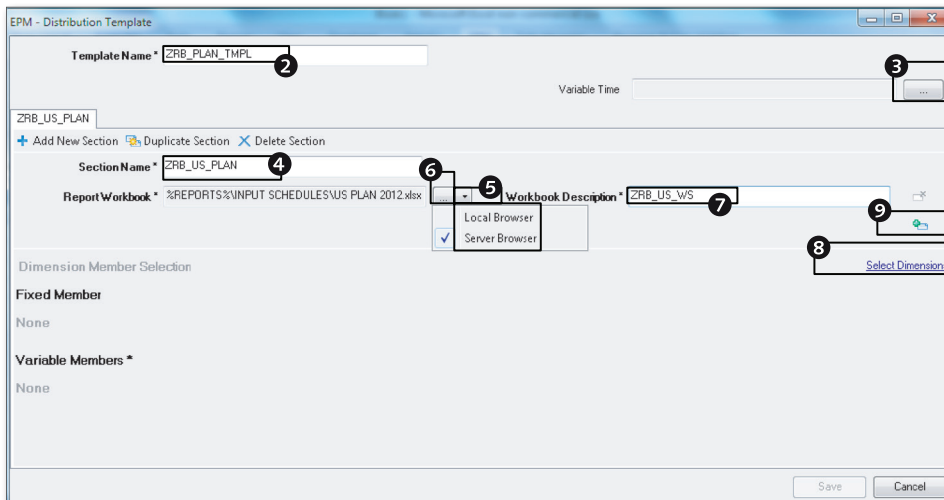 EPM - Distribution Template
Template Name * ZRB_PLAN_TMPL
2
3
Variable Time
...
ZRB_US_PLAN
Add New Section Duplicate Section Delete Section
Section Name * ZRB_US_PLAN
4
6
5
Report Workbook * %REPORTS%\INPUT SCHEDULES\US PLAN 2012.xlsx ... Workbook Description * ZRB_US_WS
7
Local Browser
Server Browser
9
8
Dimension Member Selection
Select Dimension
Fixed Member
None
Variable Members *
None
Save Cancel